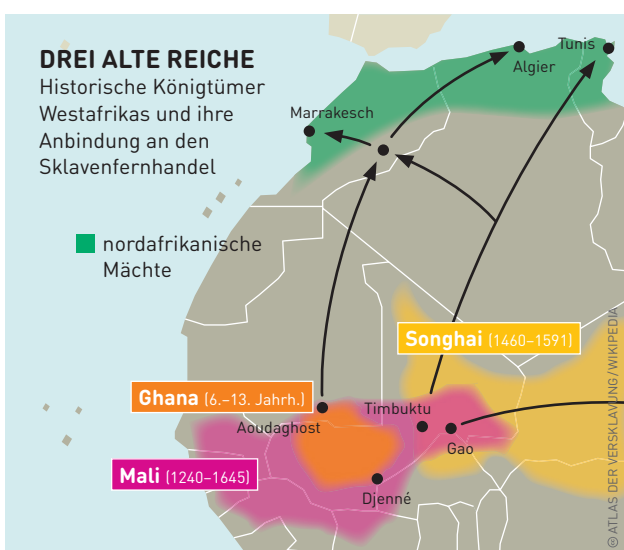 DREI ALTE REICHE
Historische Königtümer
Westafrikas und ihre
Anbindung an den
Sklavenfernhandel
nordafrikanische
Mächte
Tunis
Algier
Marrakesch
Songhai (1460–1591)
Ghana (6.–13. Jahrh.)
Aoudaghost
Timbuktu
Gao
Mali (1240–1645)
Djenné
© ATLAS DER VERSKLAVUNG/WIKIPEDIA